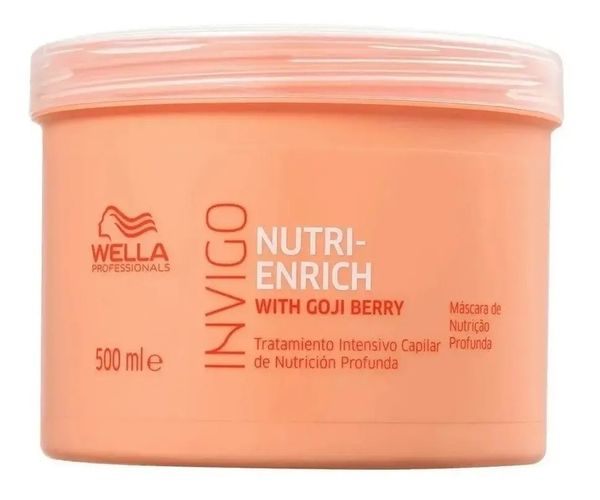 WELLA
PROFESSIONALS
500 ml e
INVIGO
NUTRI-
ENRICH
WITH GOJI BERRY
Tratamiento Intensivo Capilar
de Nutrición Profunda
Máscara de
Nutrição
Profunda